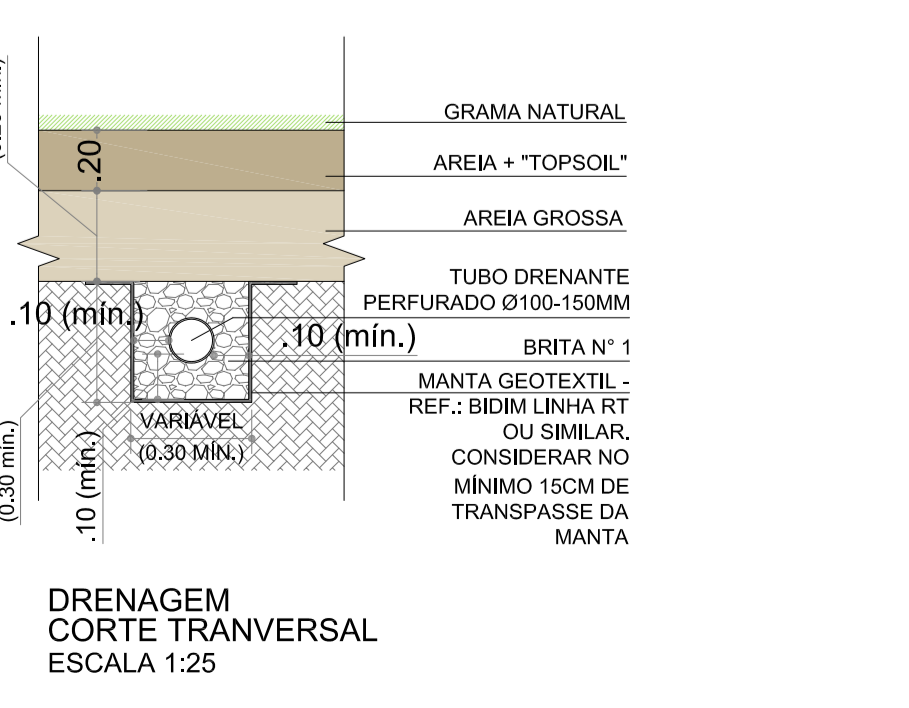 GRAMA NATURAL
.20
AREIA + "TOPSOIL"
AREIA GROSSA
TUBO DRENANTE
PERFURADO Ø100-150MM
.10 (mín.)
.10 (mín.)
BRITA N° 1
MANTA GEOTEXTIL -
REF.: BIDIM LINHA RT
OU SIMILAR.
CONSIDERAR NO
MÍNIMO 15CM DE
TRANSPASSE DA
MANTA
VARIÁVEL
(0.30 MÍN.)
(0.30 mín.)
.10 (mín.)
DRENAGEM
CORTE TRANVERSAL
ESCALA 1:25